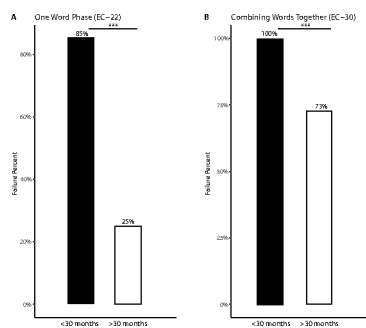 A One Word Phase (EC−22)
85%
***
80%
60%
40%
20%
0%
25%
Failure Percent
<30 months >30 months
B Combining Words Together (EC−30)
100%
***
100%
75%
50%
25%
0%
73%
Failure Percent
<30 months >30 months